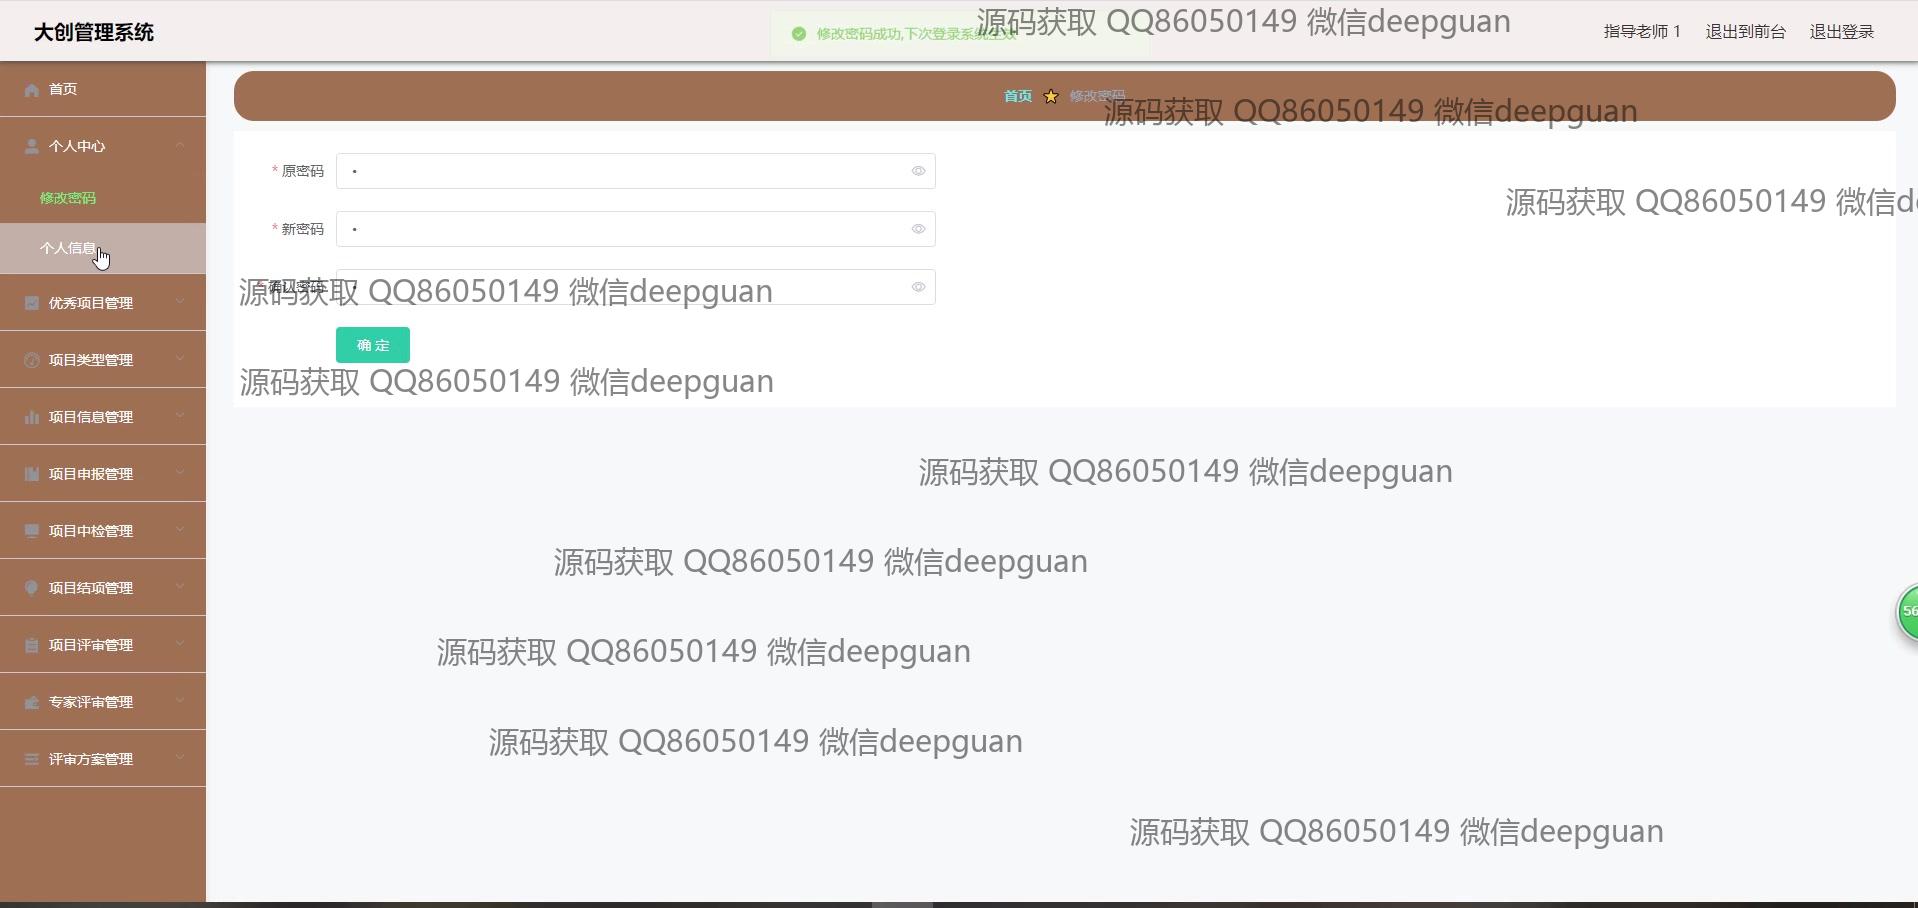 大创管理系统
修改密码成功,下次登录系统生效
源码获取 QQ86050149 微信deepguan
指导老师 1
退出到前台
退出登录
首页
首页
修改密码
源码获取 QQ86050149 微信deepguan
个人中心
修改密码
个人信息
* 原密码
源码获取 QQ86050149 微信d
* 新密码
* 确认密码
源码获取 QQ86050149 微信deepguan
确 定
源码获取 QQ86050149 微信deepguan
优秀项目管理
项目类型管理
项目信息管理
项目申报管理
项目中检管理
项目结项管理
项目评审管理
专家评审管理
评审方案管理
源码获取 QQ86050149 微信deepguan
源码获取 QQ86050149 微信deepguan
56
源码获取 QQ86050149 微信deepguan
源码获取 QQ86050149 微信deepguan
源码获取 QQ86050149 微信deepguan